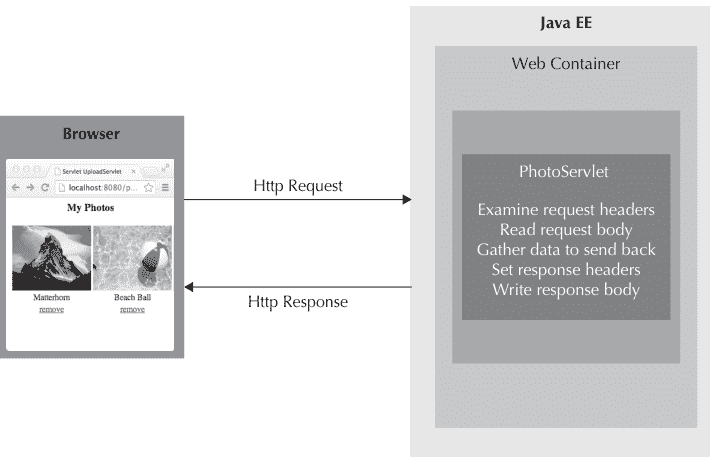 Browser
Servlet UploadServlet
localhost:8080/p...
My Photos
Matterhorn
Beach Ball
remove
remove
Http Request
Http Response
Java EE
Web Container
PhotoServlet
Examine request headers
Read request body
Gather data to send back
Set response headers
Write response body